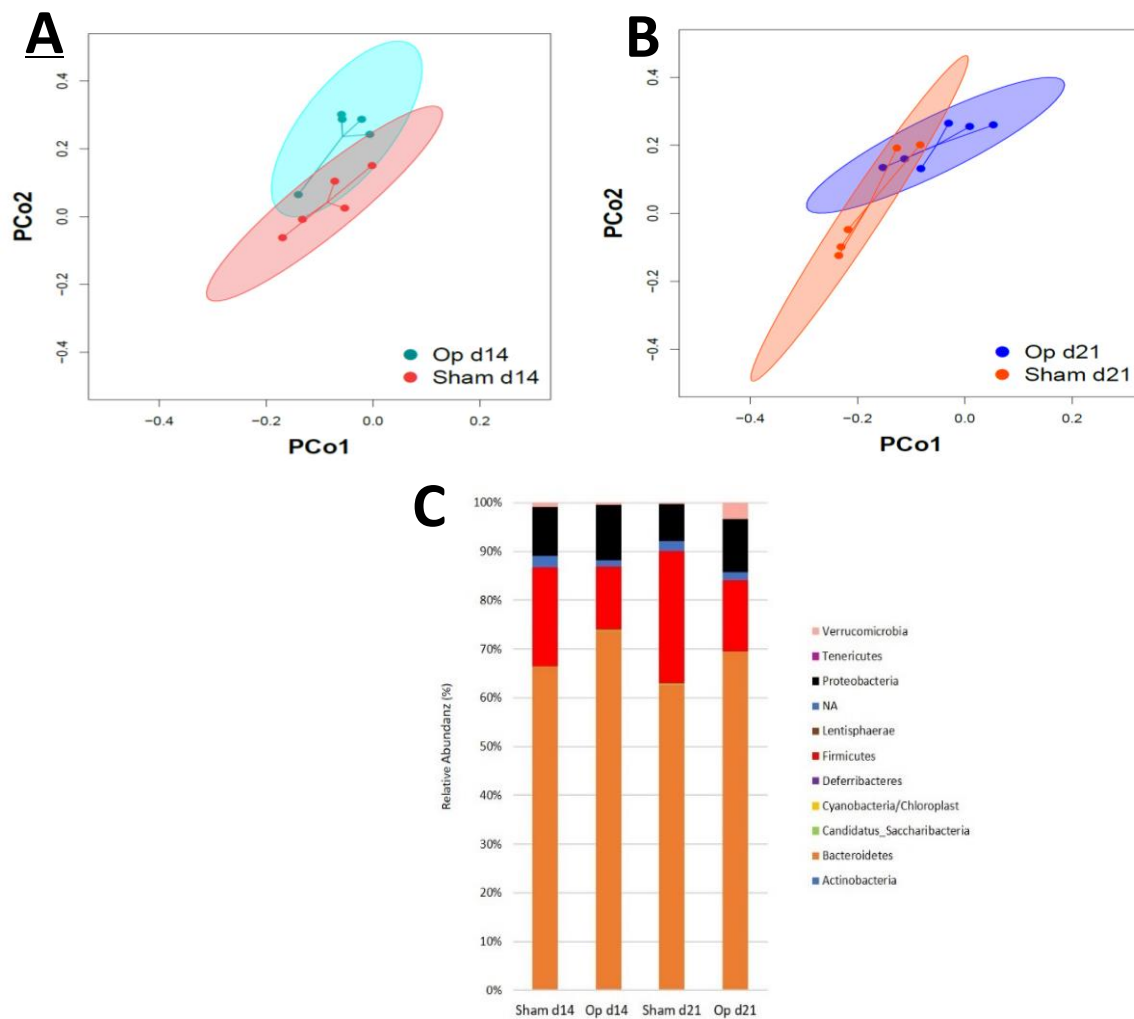 A
0.4
0.2
0.0
−0.2
−0.4
PCo2
Op d14
Sham d14
−0.4
−0.2
0.0
0.2
PCo1
B
0.4
0.2
0.0
−0.2
−0.4
PCo2
Op d21
Sham d21
−0.4
−0.2
0.0
0.2
PCo1
C
100%
90%
80%
70%
60%
50%
40%
30%
20%
10%
0%
Relative Abundanz (%)
Sham d14
Op d14
Sham d21
Op d21
Verrucomicrobia
Tenericutes
Proteobacteria
NA
Lentisphaerae
Firmicutes
Deferribacteres
Cyanobacteria/Chloroplast
Candidatus_Saccharibacteria
Bacteroidetes
Actinobacteria